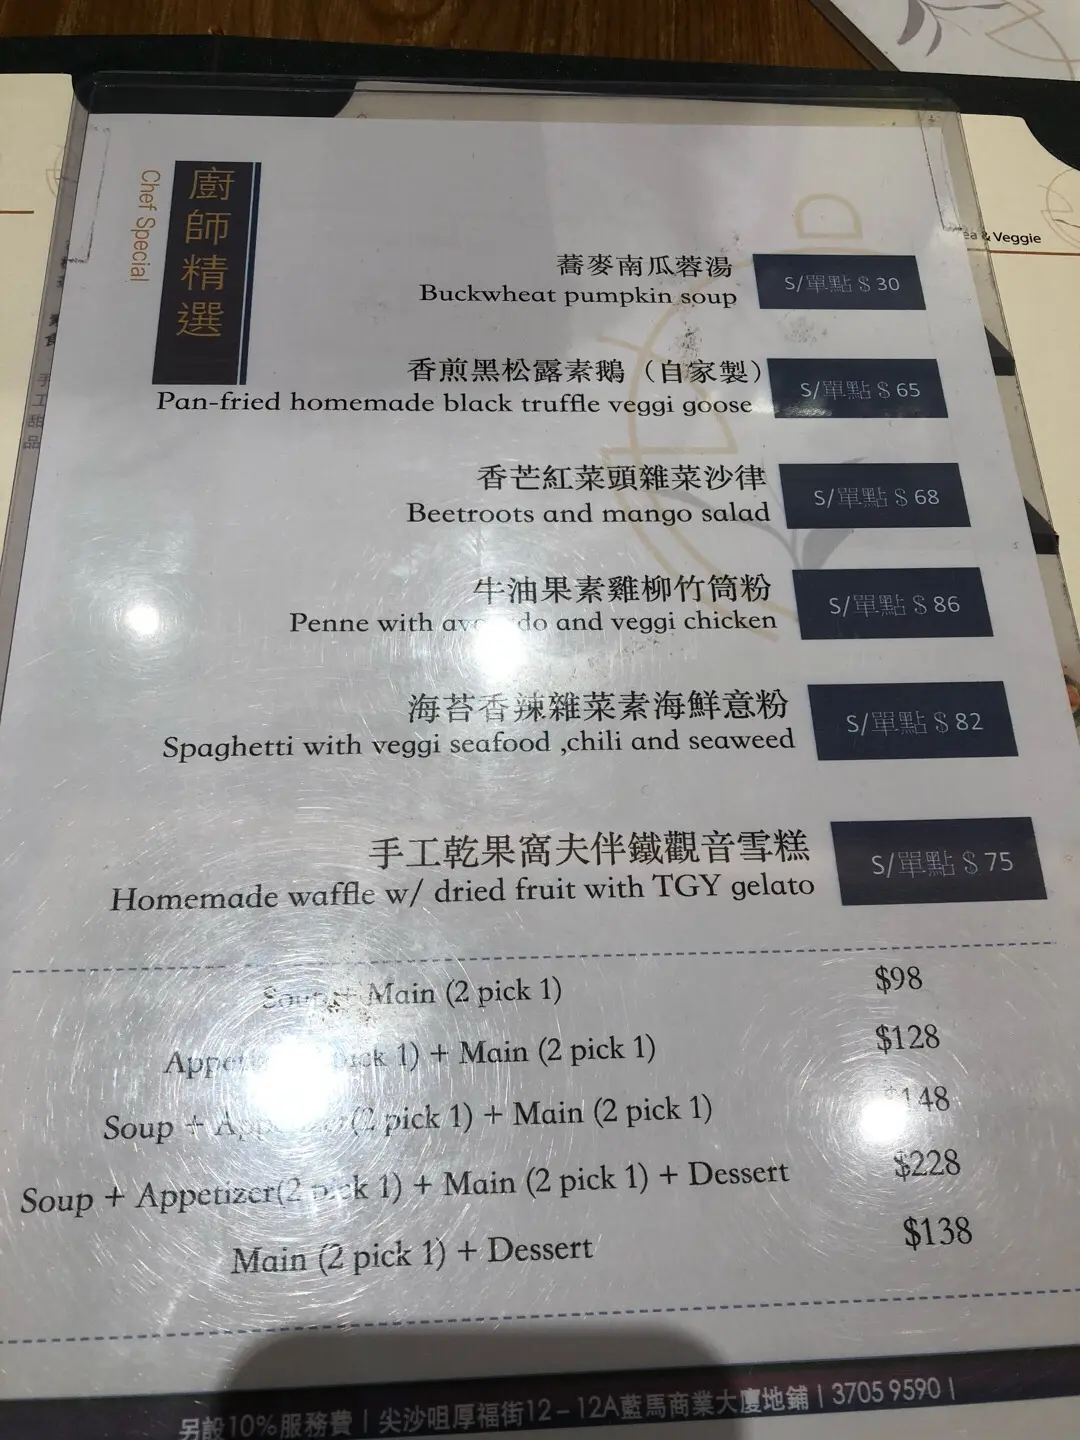 廚師精選
Chef Special
& Veggie
蕎麥南瓜蓉湯
Buckwheat pumpkin soup
S/單點 $ 30
香煎黑松露素鵝（自家製）
Pan-fried homemade black truffle veggi goose
S/單點 $ 65
香芒紅菜頭雜菜沙律
Beetroots and mango salad
S/單點 $ 68
牛油果素雞柳竹筒粉
Penne with and veggi chicken
S/單點 $ 86
海苔香辣雜菜素海鮮意粉
Spaghetti with veggi seafood ,chili and seaweed
S/單點 $ 82
手工乾果窩夫伴鐵觀音雪糕
Homemade waffle w/ dried fruit with TGY gelato
S/單點 $ 75
Soup + Main (2 pick 1) $98
1) + Main (2 pick 1) $128
Soup + (2 pick 1) + Main (2 pick 1) $148
Soup + Appetizer(2 pick 1) + Main (2 pick 1) + Dessert $228
Main (2 pick 1) + Dessert $138
手工甜品
另設10%服務費 | 尖沙咀厚福街12 – 12A藍馬商業大廈地鋪 | 3705 9590 |